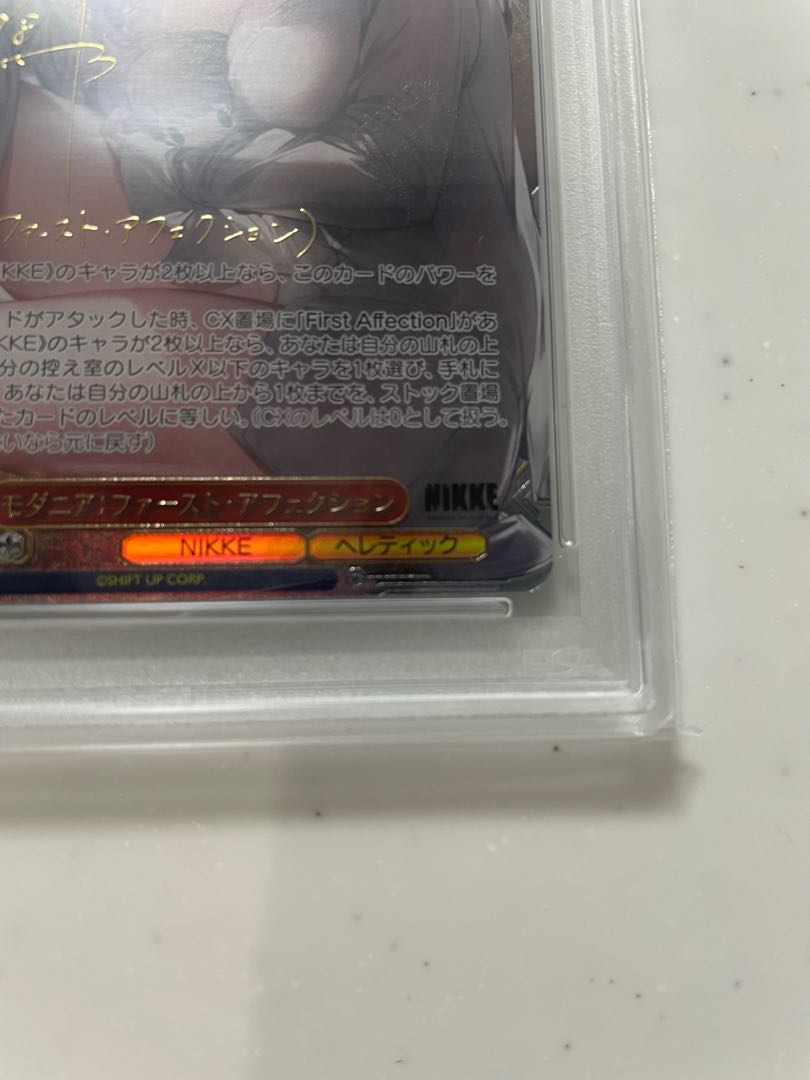 ファースト・アフェクション)
KKE》のキャラが2枚以上なら、このカードのパワーを
ドがアタックした時、CX置場に「First Affection」があ
KKE》のキャラが2枚以上なら、あなたは自分の山札の上
分の控え室のレベルX以下のキャラを1枚選び、手札に
あなたは自分の山札の上から1枚までを、ストック置場
たカードのレベルに等しい。(CXのレベルは0として扱う。
いなら元に戻す)
モダニア:ファースト・アフェクション NIKKE
NIKKE ヘレティック
©SHIFT UP CORP.
PSA